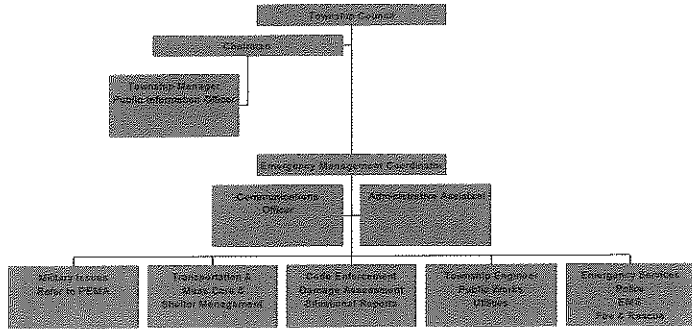 Township Council
Chairman
Township Manager
Public Information Officer
Emergency Management Coordinator
Communications
Officer
Administrative Assistant
Military Issues
Refer to PEMA
Transportation &
Mass Care &
Shelter Management
Code Enforcement
Damage Assessment
Situational Reports
Township Engineer
Public Works
Utilities
Emergency Services
Police
EMS
Fire & Rescue